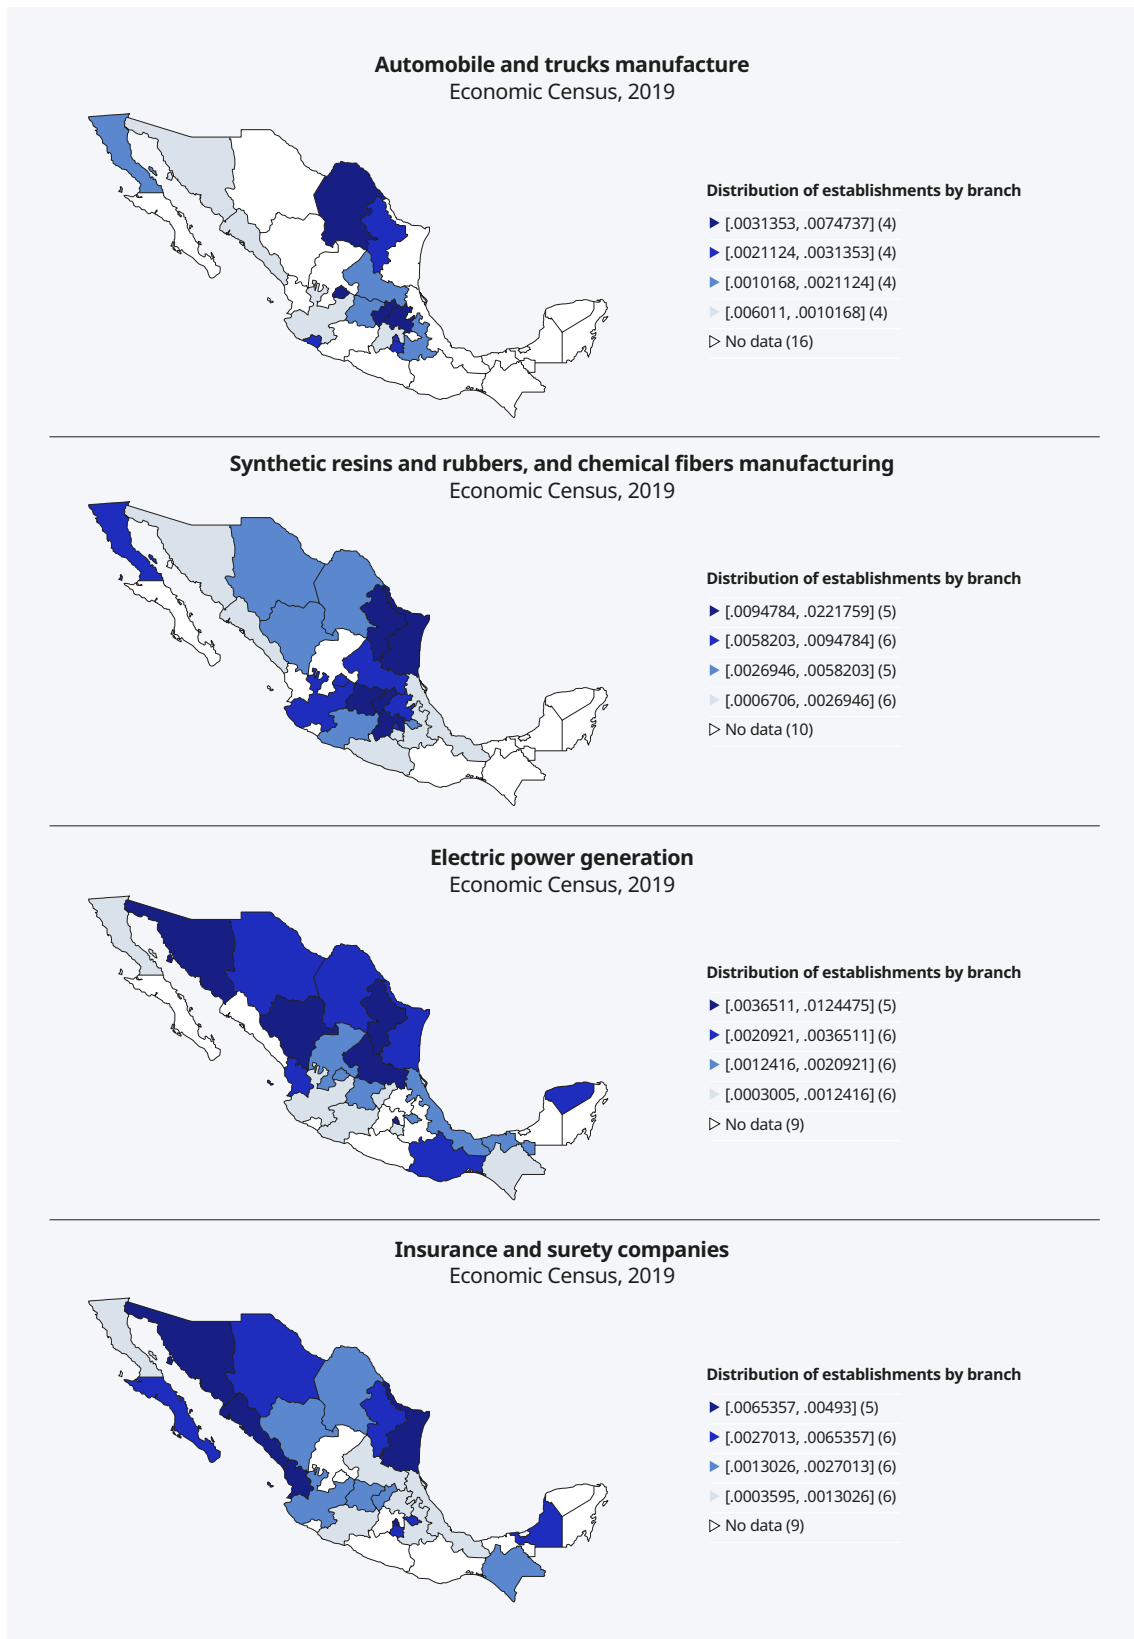 Automobile and trucks manufacture
Economic Census, 2019
Distribution of establishments by branch
[.0031353, .0074737] (4)
[.0021124, .0031353] (4)
[.0010168, .0021124] (4)
[.006011, .0010168] (4)
No data (16)
Synthetic resins and rubbers, and chemical fibers manufacturing
Economic Census, 2019
Distribution of establishments by branch
[.0094784, .0221759] (5)
[.0058203, .0094784] (6)
[.0026946, .0058203] (5)
[.0006706, .0026946] (6)
No data (10)
Electric power generation
Economic Census, 2019
Distribution of establishments by branch
[.0036511, .0124475] (5)
[.0020921, .0036511] (6)
[.0012416, .0020921] (6)
[.0003005, .0012416] (6)
No data (9)
Insurance and surety companies
Economic Census, 2019
Distribution of establishments by branch
[.0065357, .00493] (5)
[.0027013, .0065357] (6)
[.0013026, .0027013] (6)
[.0003595, .0013026] (6)
No data (9)